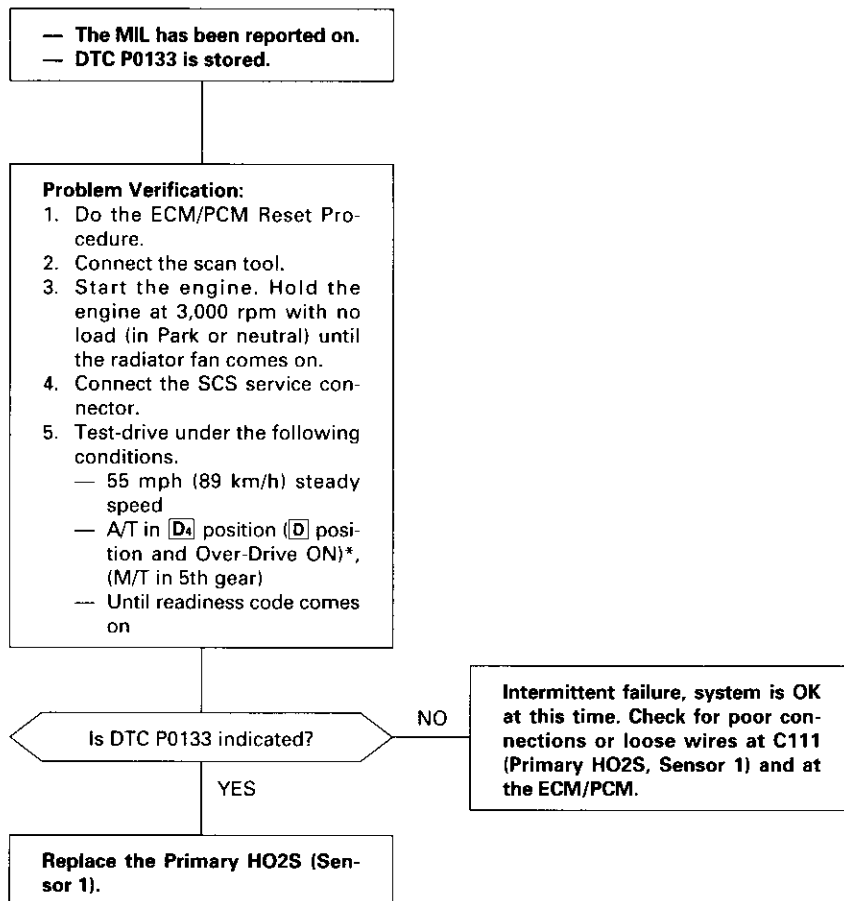 — The MIL has been reported on.
— DTC P0133 is stored.
Problem Verification:
1. Do the ECM/PCM Reset Pro-
cedure.
2. Connect the scan tool.
3. Start the engine. Hold the
engine at 3,000 rpm with no
load (in Park or neutral) until
the radiator fan comes on.
4. Connect the SCS service con-
nector.
5. Test-drive under the following
conditions.
— 55 mph (89 km/h) steady
speed
— A/T in D4 position (D posi-
tion and Over-Drive ON)*,
(M/T in 5th gear)
— Until readiness code comes
on
Is DTC P0133 indicated?
NO
Intermittent failure, system is OK
at this time. Check for poor con-
nections or loose wires at C111
(Primary HO2S, Sensor 1) and at
the ECM/PCM.
YES
Replace the Primary HO2S (Sen-
sor 1).